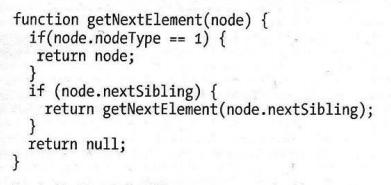 function getNextElement(node) {
  if(node.nodeType == 1) {
   return node;
  }
  if (node.nextSibling) {
    return getNextElement(node.nextSibling);
  }
  return null;
}